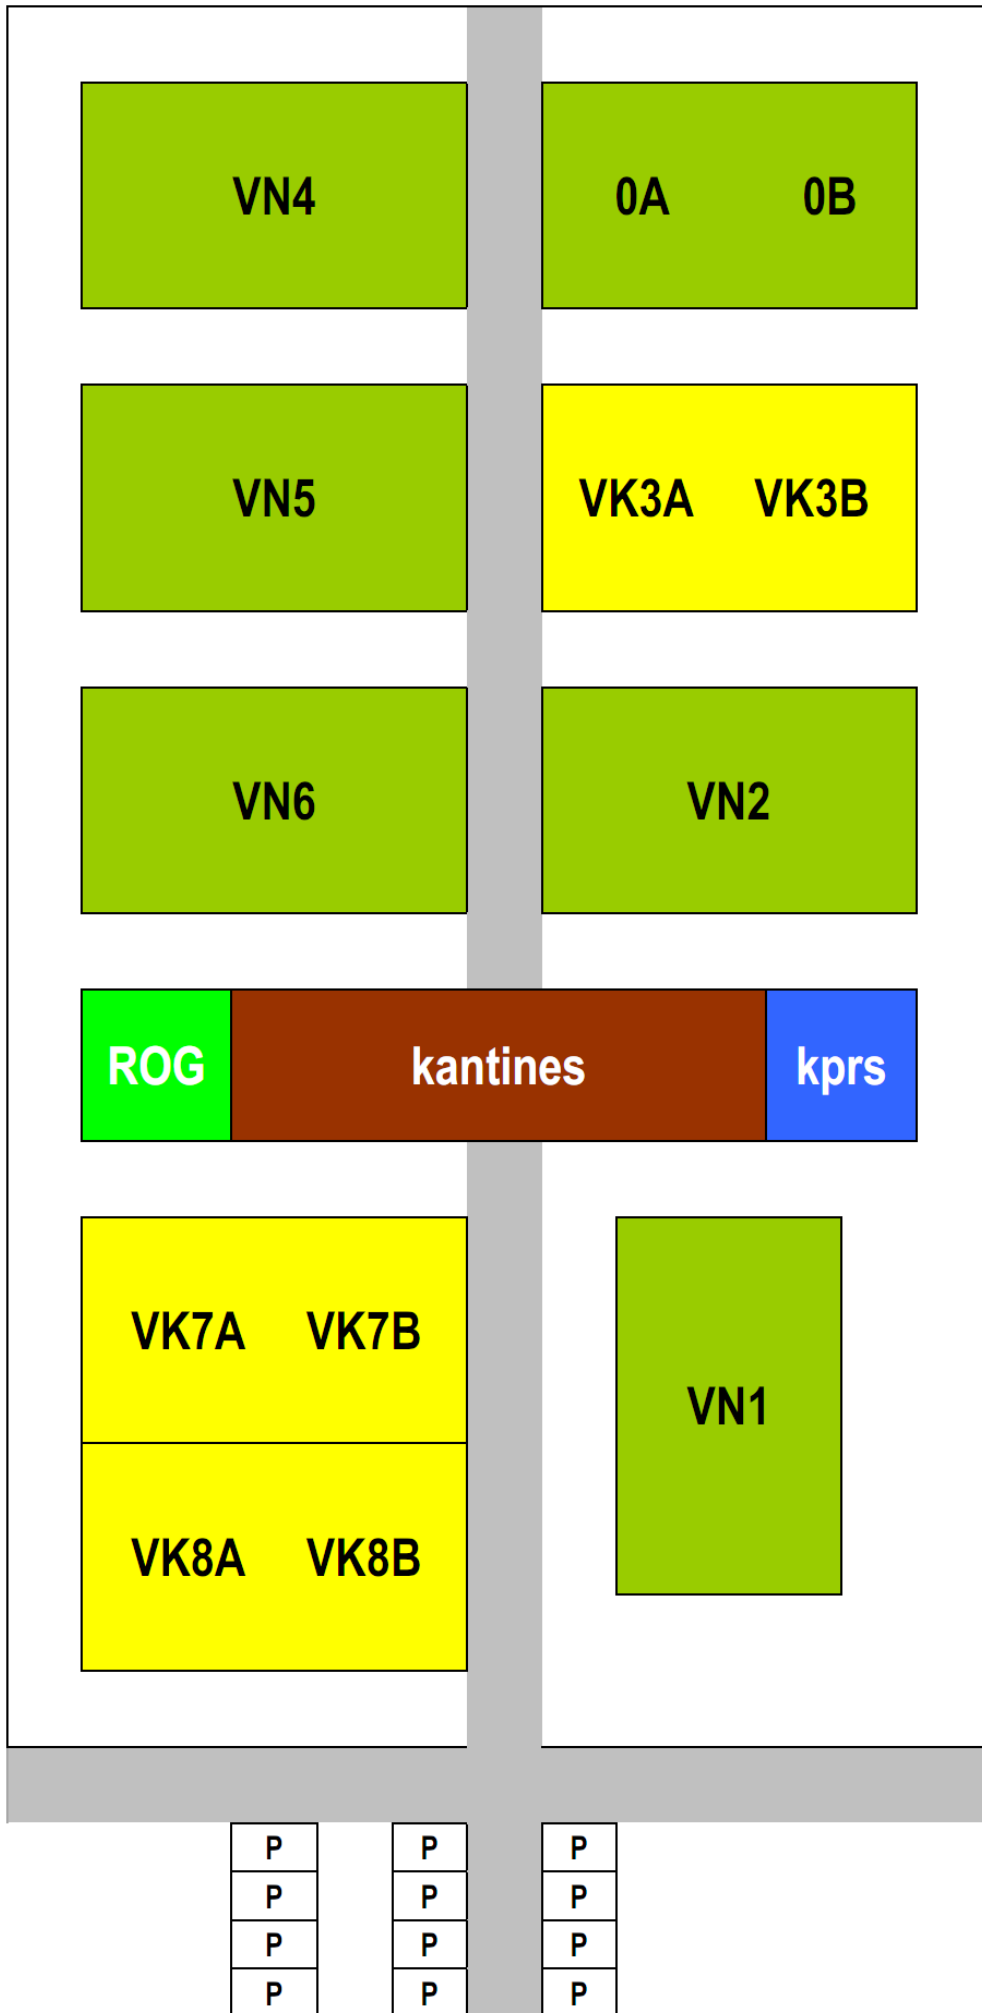 VN4 0A 0B
VN5 VK3A VK3B
VN6 VN2
ROG kantines kprs
VK7A VK7B
VN1
VK8A VK8B
P P P
P P P
P P P
P P P